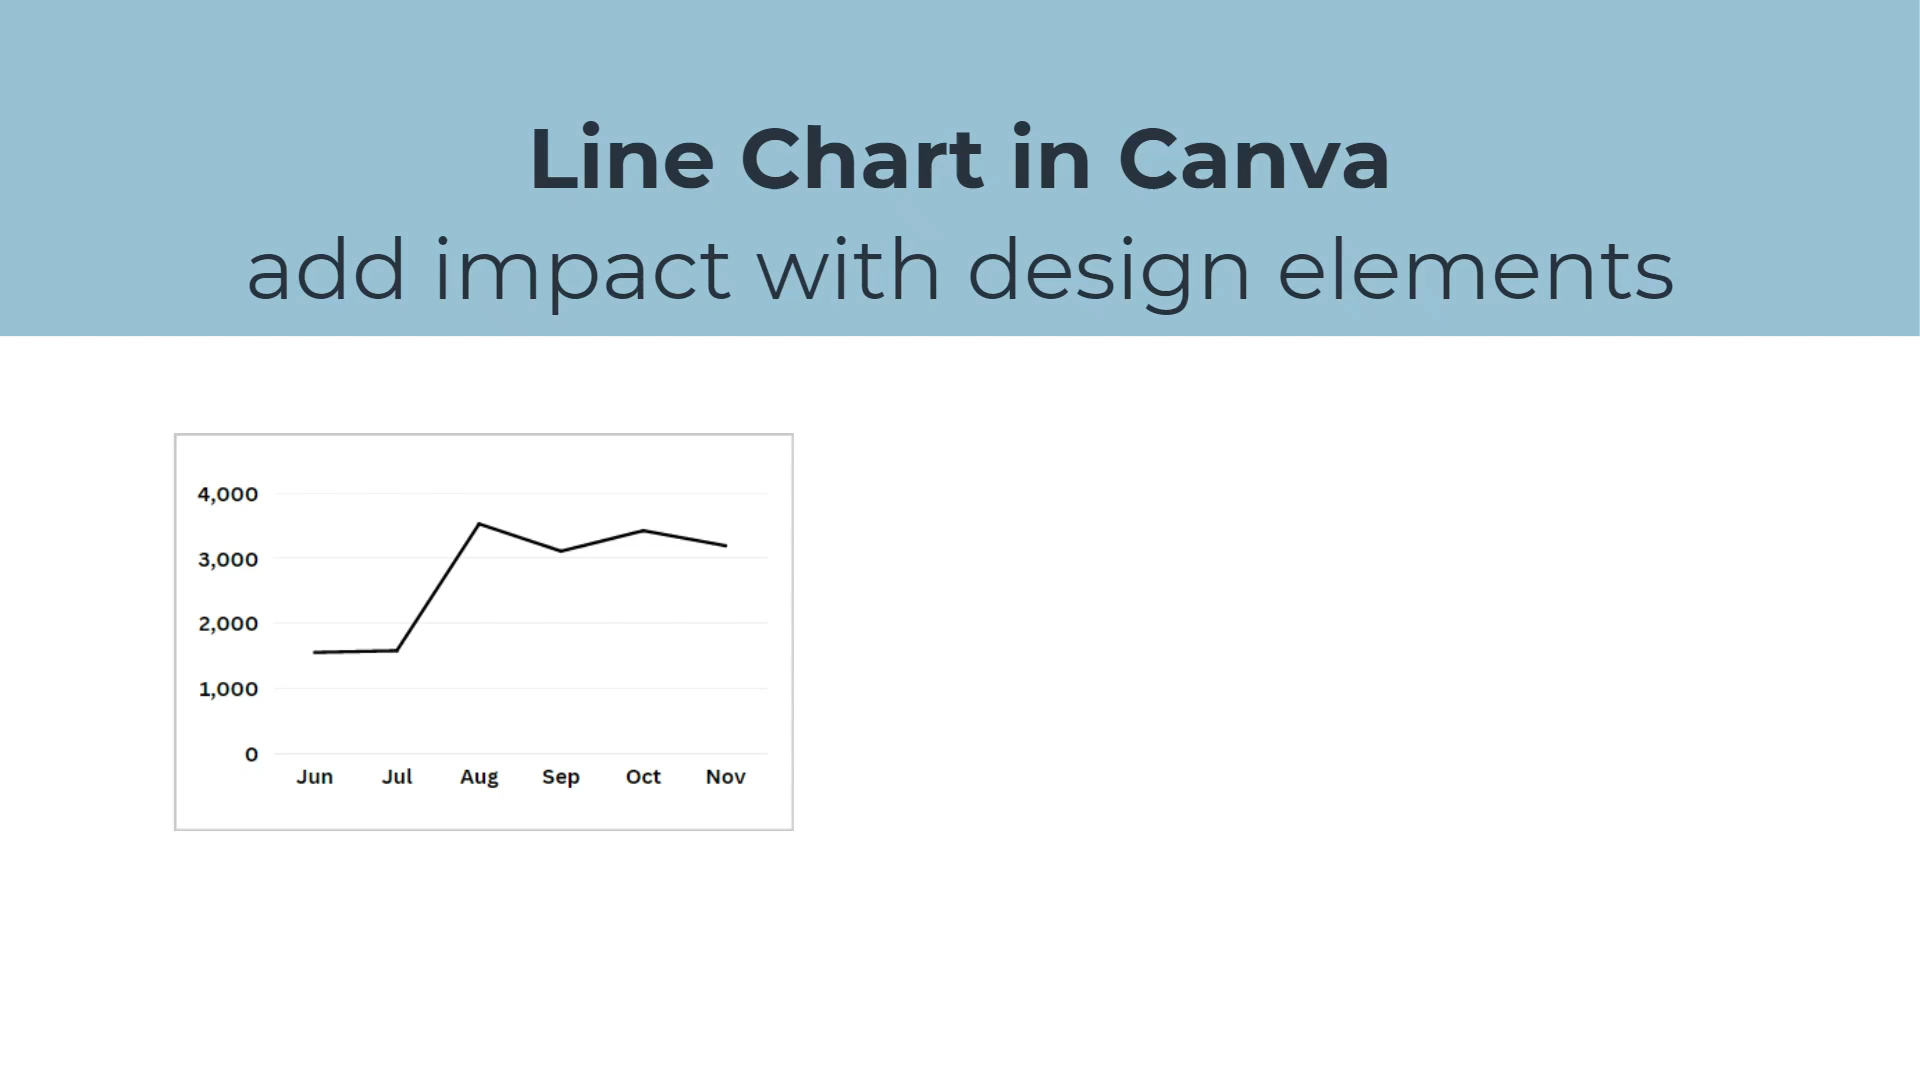 Line Chart in Canva
add impact with design elements
4,000
3,000
2,000
1,000
0
Jun Jul Aug Sep Oct Nov